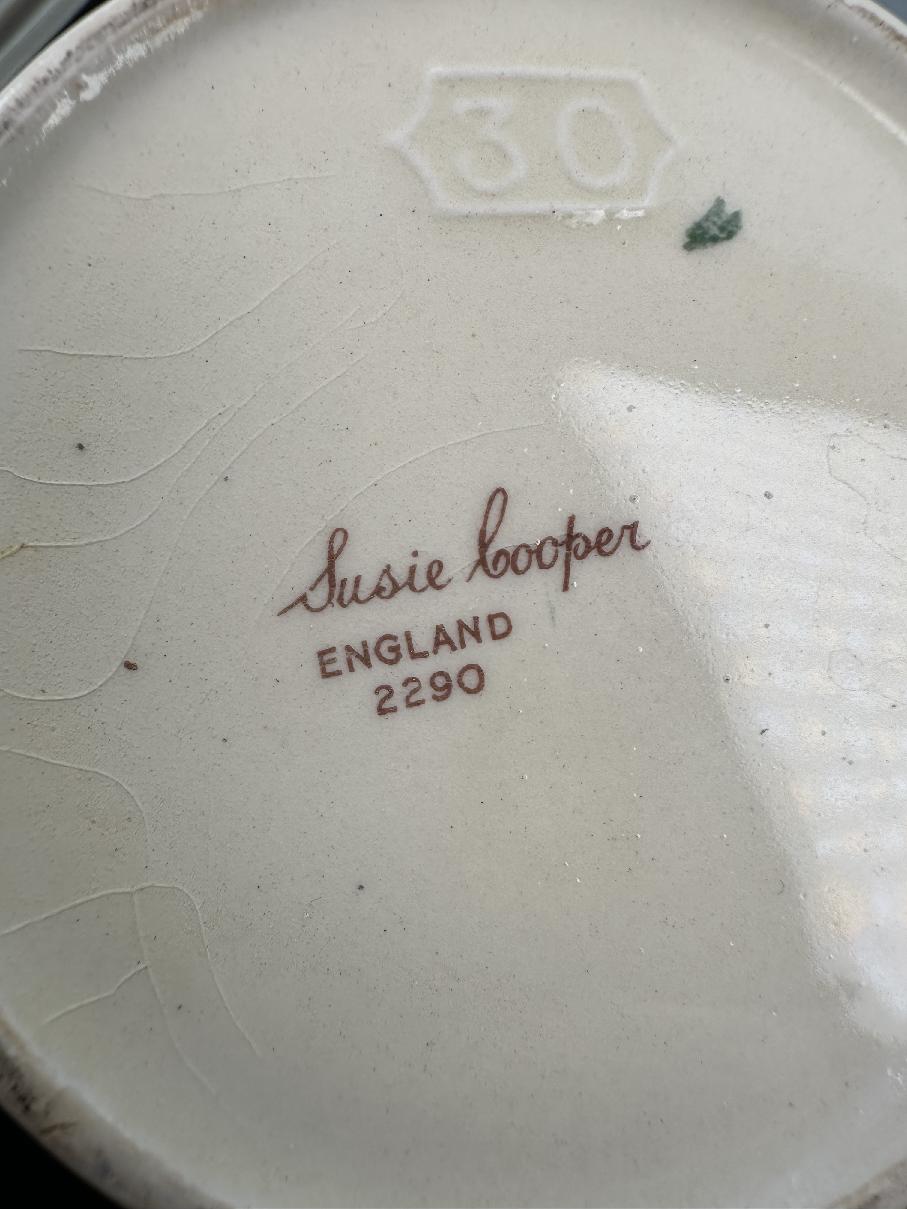 30
Susie Cooper
ENGLAND
2290